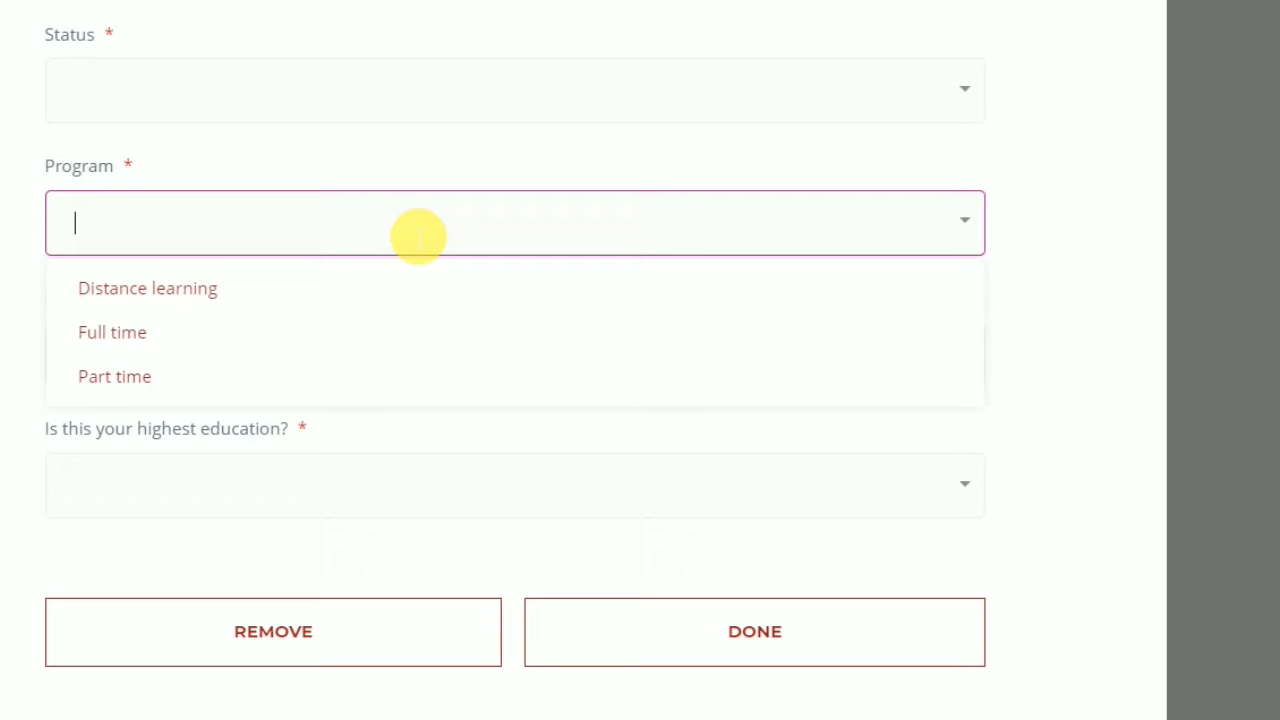 Status *
Program *
Distance learning
Full time
Part time
Is this your highest education? *
REMOVE
DONE